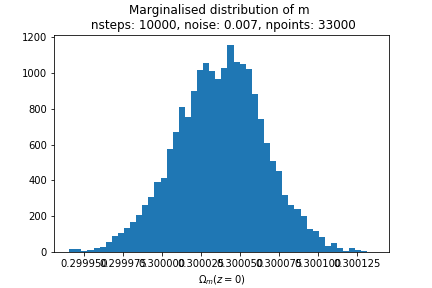 Marginalised distribution of m
nsteps: 10000, noise: 0.007, npoints: 33000
1200
1000
800
600
400
200
0
0.299950 0.299975 0.300000 0.300025 0.300050 0.300075 0.300100 0.300125
Ωₘ(z = 0)